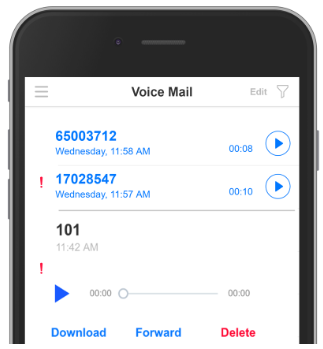 Voice Mail Edit
65003712
Wednesday, 11:58 AM 00:08
! 17028547
Wednesday, 11:57 AM 00:10
101
11:42 AM
!
00:00 00:00
Download Forward Delete